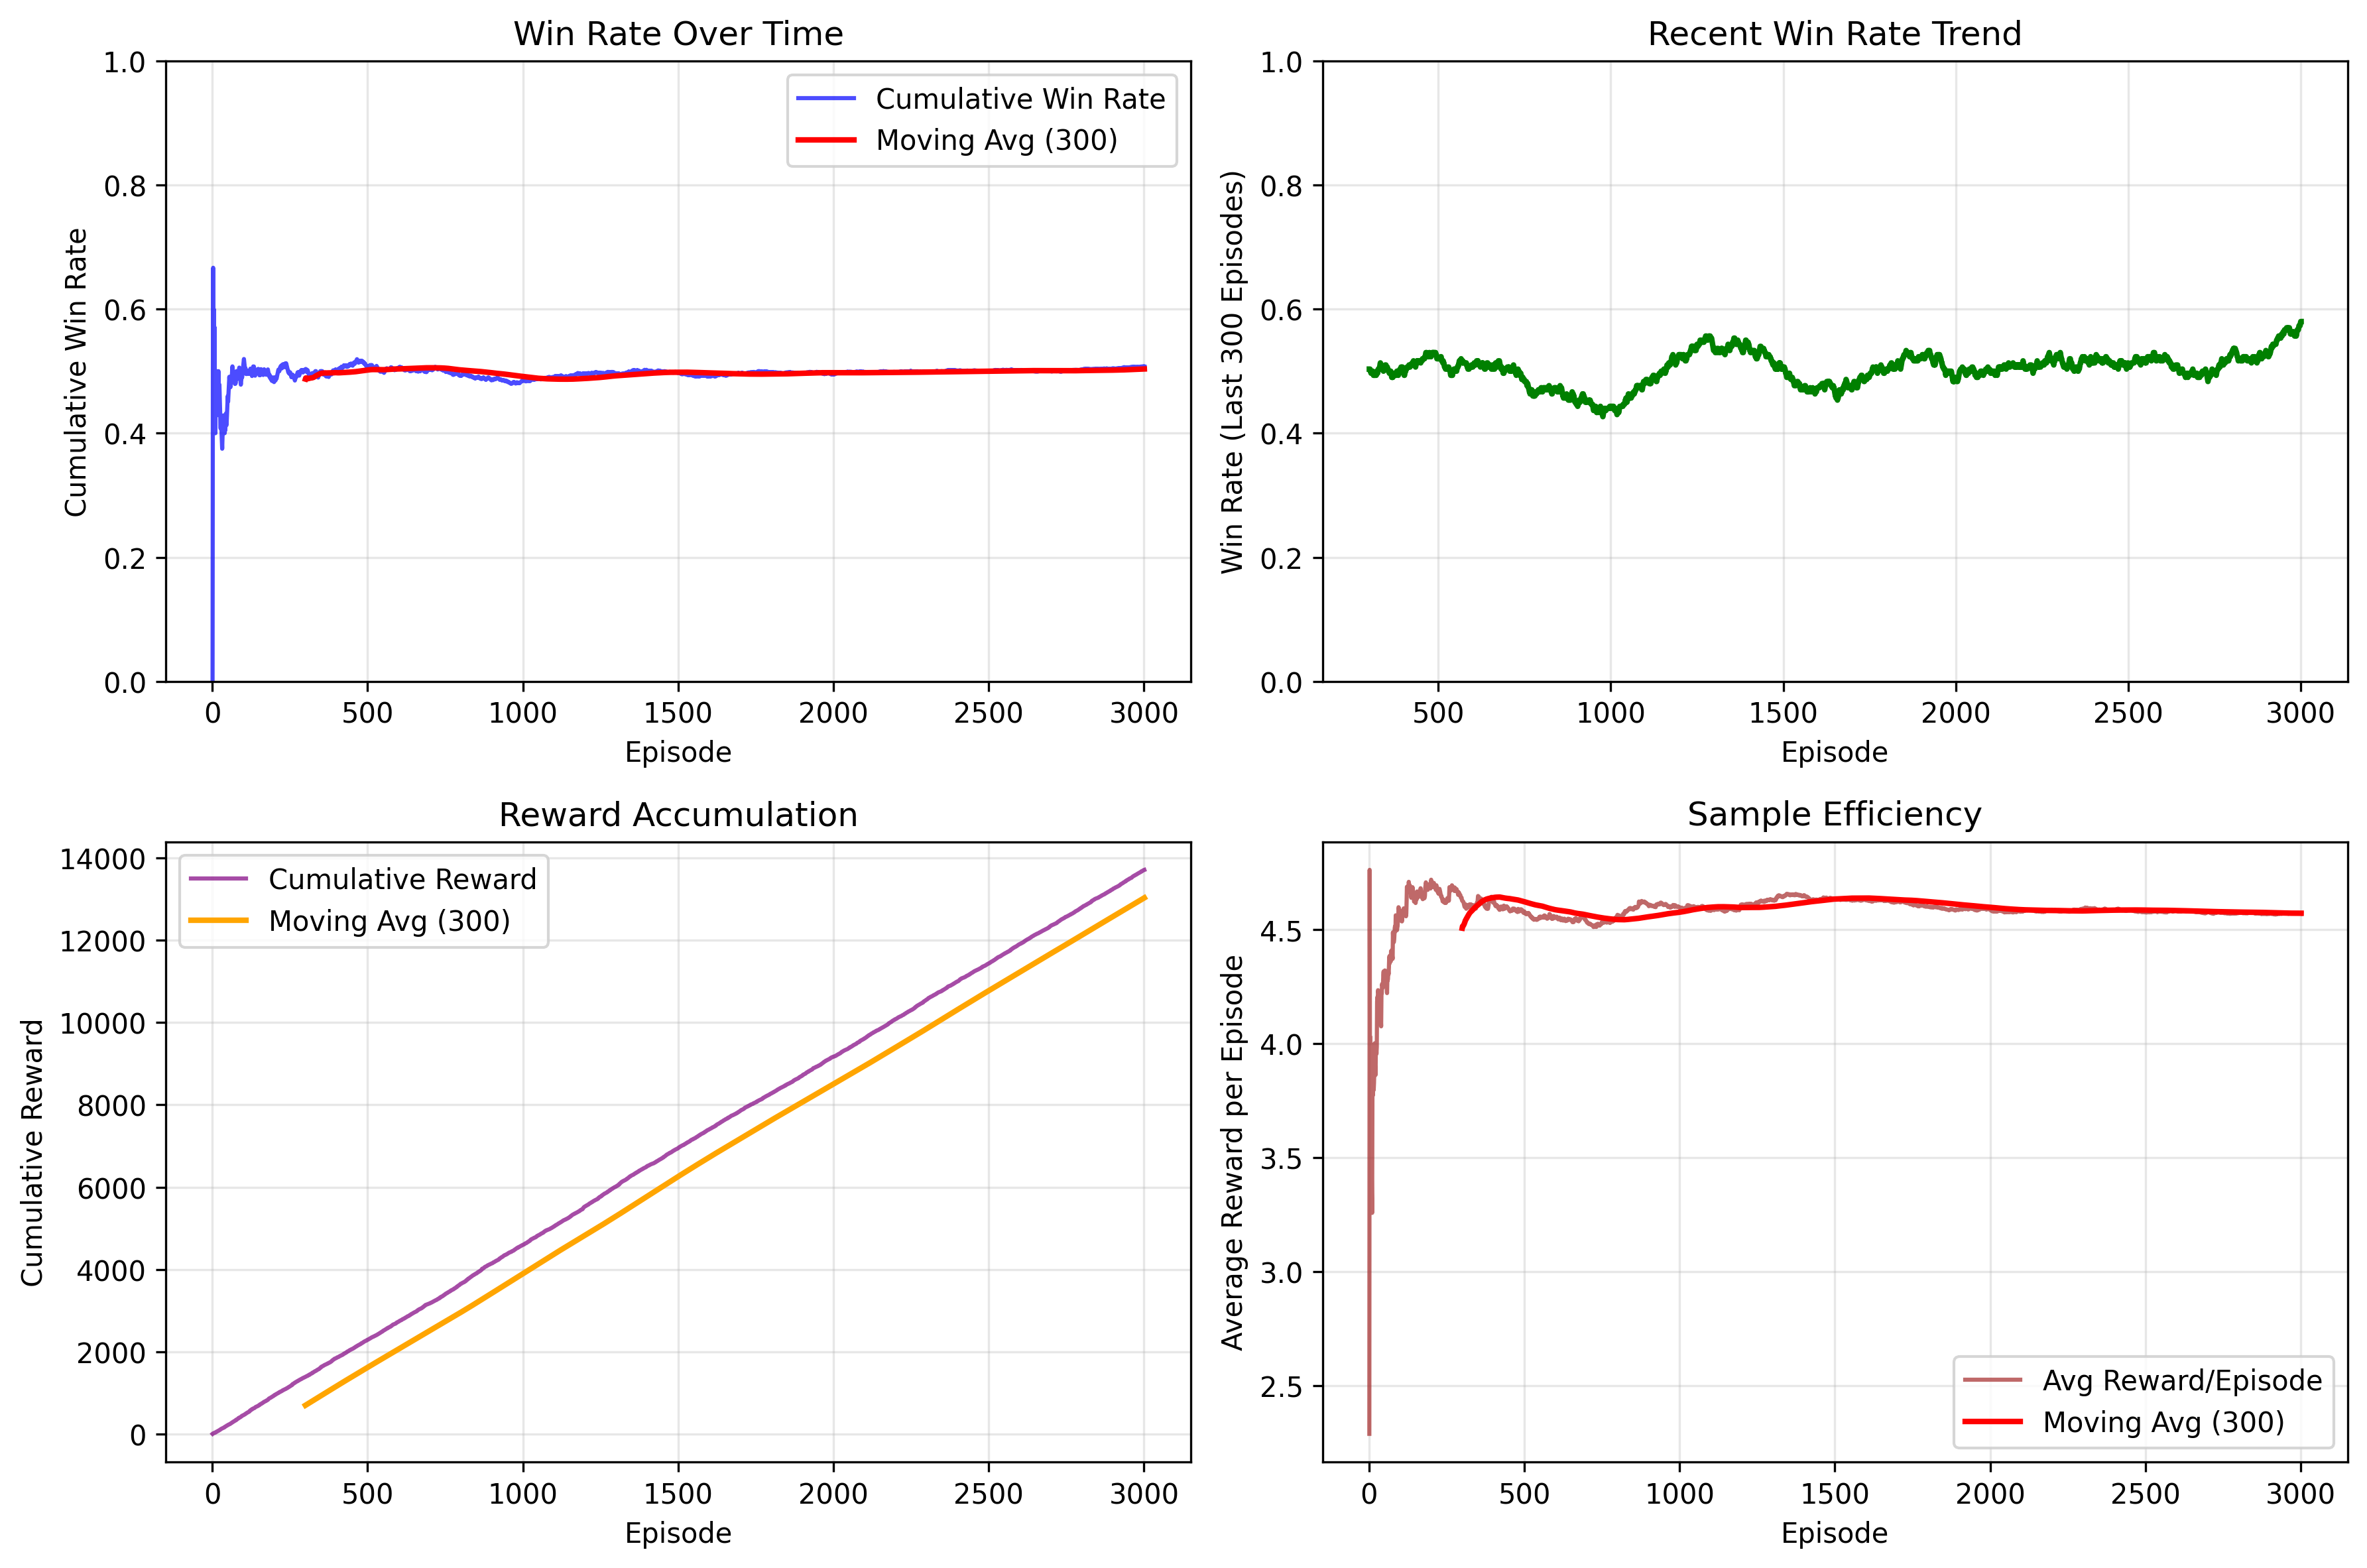 Win Rate Over Time
Cumulative Win Rate
1.0
0.8
0.6
0.4
0.2
0.0
Cumulative Win Rate
Moving Avg (300)
0 500 1000 1500 2000 2500 3000
Episode
Recent Win Rate Trend
Win Rate (Last 300 Episodes)
1.0
0.8
0.6
0.4
0.2
0.0
500 1000 1500 2000 2500 3000
Episode
Reward Accumulation
Cumulative Reward
14000
12000
10000
8000
6000
4000
2000
0
Cumulative Reward
Moving Avg (300)
0 500 1000 1500 2000 2500 3000
Episode
Sample Efficiency
Average Reward per Episode
4.5
4.0
3.5
3.0
2.5
Avg Reward/Episode
Moving Avg (300)
0 500 1000 1500 2000 2500 3000
Episode